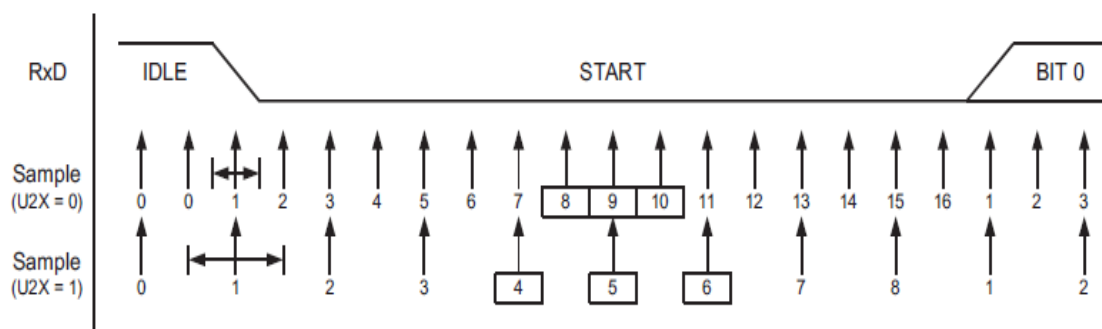 RxD IDLE START BIT 0
Sample
(U2X = 0)
0 0 1 2 3 4 5 6 7 8 9 10 11 12 13 14 15 16 1 2 3
Sample
(U2X = 1)
0 1 2 3 4 5 6 7 8 1 2